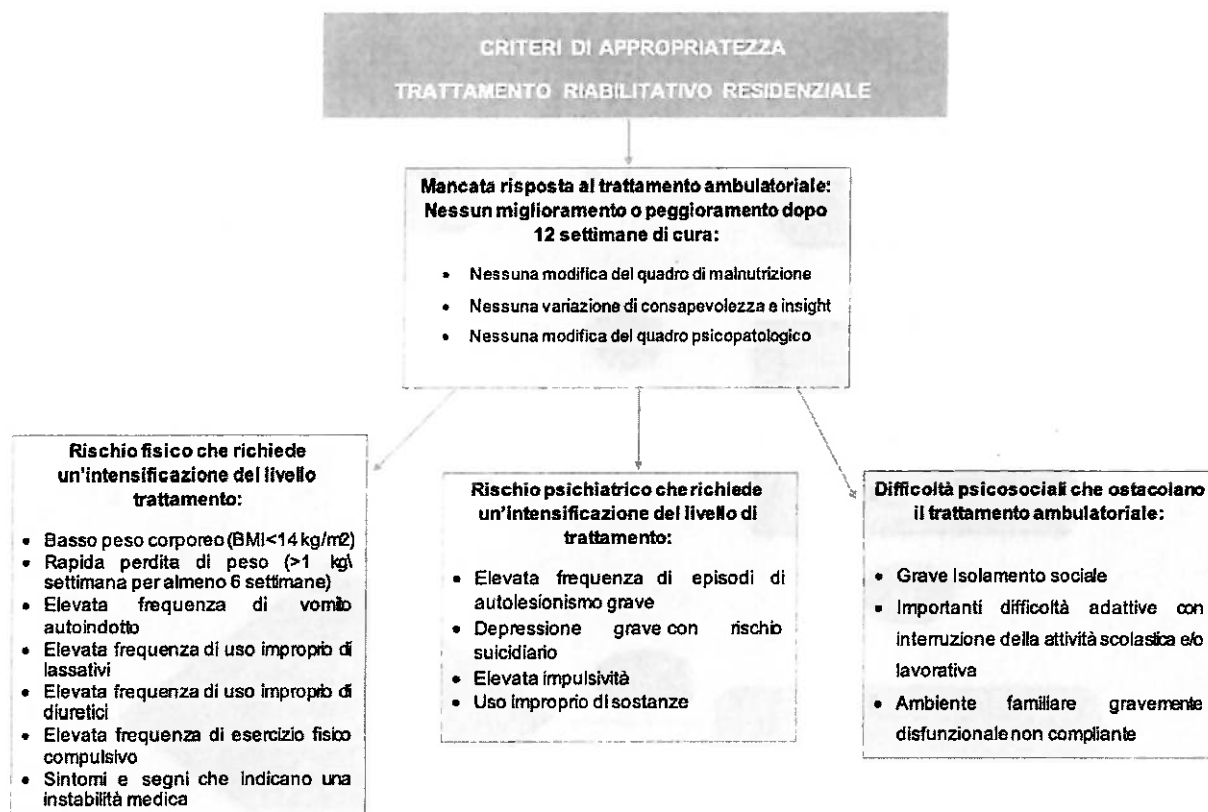 CRITERI DI APPROPRIATEZZA
TRATTAMENTO RIABILITATIVO RESIDENZIALE
Mancata risposta al trattamento ambulatoriale:
Nessun miglioramento o peggioramento dopo
12 settimane di cura:
• Nessuna modifica del quadro di malnutrizione
• Nessuna variazione di consapevolezza e insight
• Nessuna modifica del quadro psicopatologico
Rischio fisico che richiede
un'intensificazione del livello
trattamento:
• Basso peso corporeo (BMI<14 kg/m2)
• Rapida perdita di peso (>1 kg\
settimana per almeno 6 settimane)
• Elevata frequenza di vomito
autoindotto
• Elevata frequenza di uso improprio di
lassativi
• Elevata frequenza di uso improprio di
diuretici
• Elevata frequenza di esercizio fisico
compulsivo
• Sintomi e segni che indicano una
instabilità medica
Rischio psichiatrico che richiede
un'intensificazione del livello di
trattamento:
• Elevata frequenza di episodi di
autolesionismo grave
• Depressione grave con rischio
suicidiario
• Elevata impulsività
• Uso improprio di sostanze
Difficoltà psicosociali che ostacolano
il trattamento ambulatoriale:
• Grave Isolamento sociale
• Importanti difficoltà adattive con
interruzione della attività scolastica e/o
lavorativa
• Ambiente familiare gravemente
disfunzionale non compliante